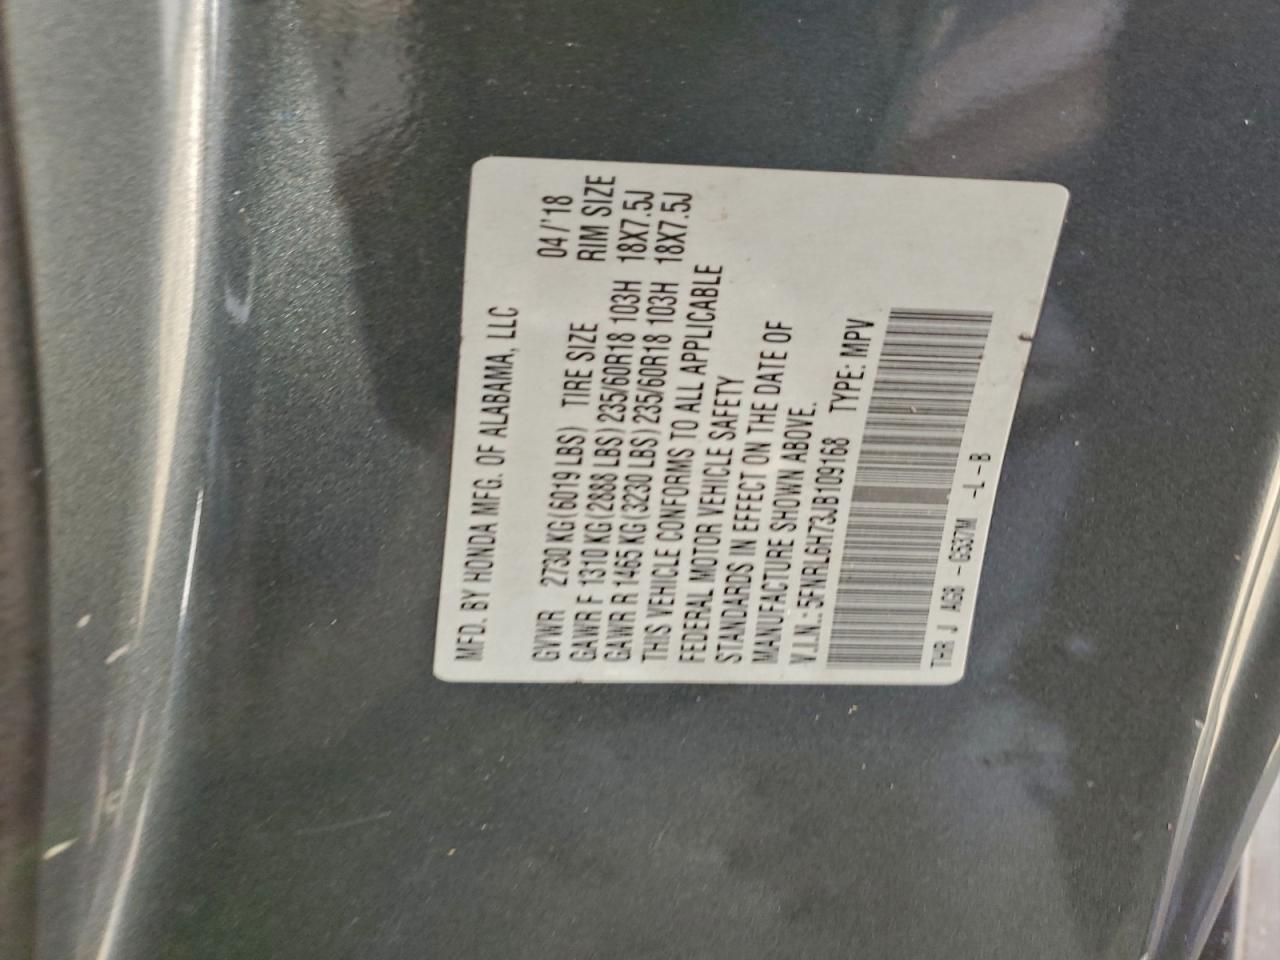 MFD. BY HONDA MFG. OF ALABAMA, LLC
04/'18
GVWR 2730 KG(6019 LBS) TIRE SIZE RIM SIZE
GAWR F 1310 KG(2888 LBS) 235/60R18 103H 18X7.5J
GAWR R 1465 KG(3230 LBS) 235/60R18 103H 18X7.5J
THIS VEHICLE CONFORMS TO ALL APPLICABLE
FEDERAL MOTOR VEHICLE SAFETY
STANDARDS IN EFFECT ON THE DATE OF
MANUFACTURE SHOWN ABOVE.
V.I.N.: 5FNRL6H73JB109168 TYPE: MPV
THR J AG8 -G537M -L-B